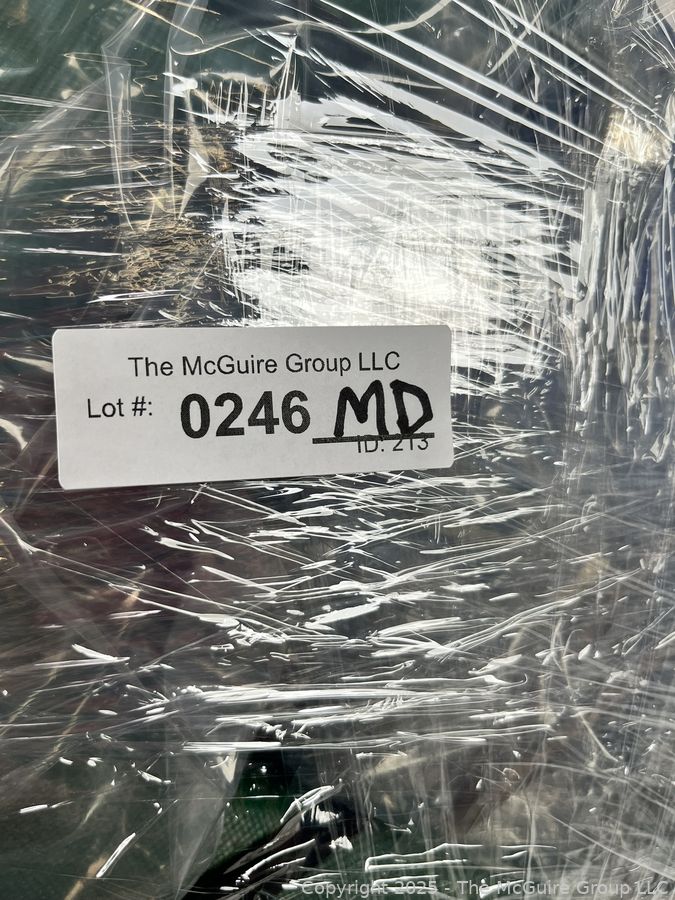 The McGuire Group LLC
Lot #: 0246 MD
ID: 213
Copyright 2025 - The McGuire Group LLC